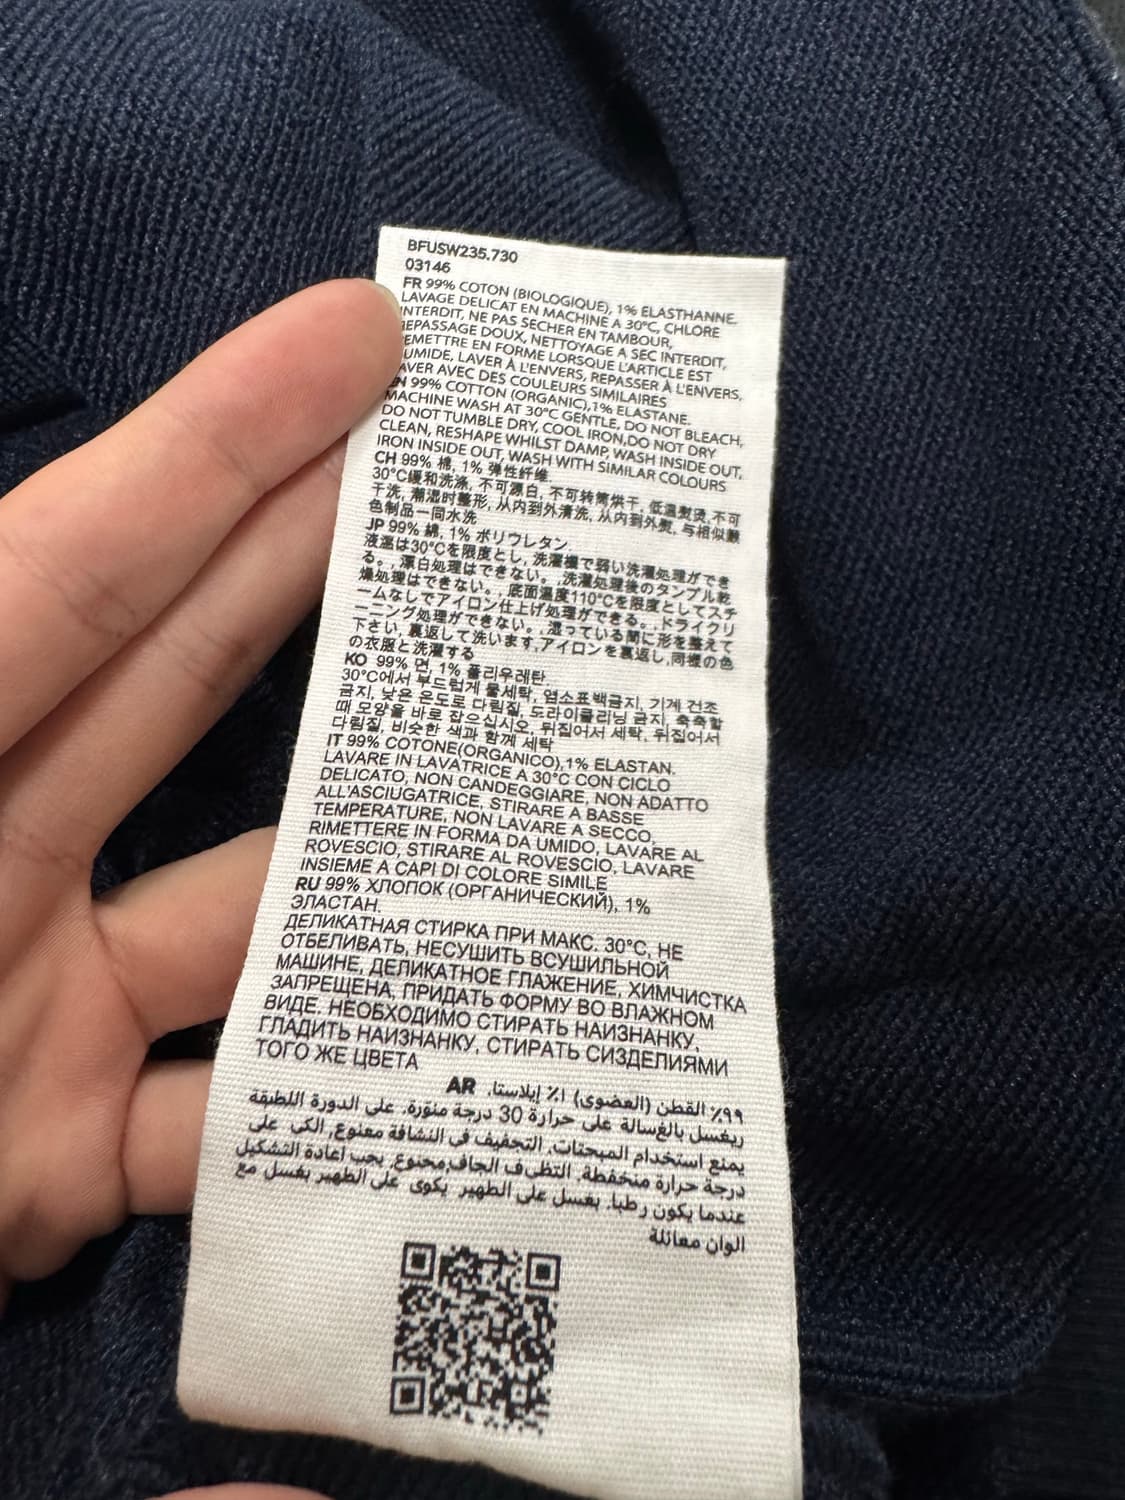 BFUSW235.730
03146
FR 99% COTON (BIOLOGIQUE), 1% ELASTHANNE.
LAVAGE DELICAT EN MACHINE A 30°C, CHLORE
INTERDIT, NE PAS SECHER EN TAMBOUR,
REPASSAGE DOUX, NETTOYAGE A SEC INTERDIT,
EMETTRE EN FORME LORSQUE L'ARTICLE EST
UMIDE, LAVER À L'ENVERS, REPASSER À L'ENVERS,
AVER AVEC DES COULEURS SIMILAIRES
EN 99% COTTON (ORGANIC),1% ELASTANE.
MACHINE WASH AT 30°C GENTLE, DO NOT BLEACH,
DO NOT TUMBLE DRY, COOL IRON,DO NOT DRY
CLEAN, RESHAPE WHILST DAMP, WASH INSIDE OUT,
IRON INSIDE OUT, WASH WITH SIMILAR COLOURS
CH 99% 棉, 1% 弹性纤维
30°C缓和洗涤, 不可漂白, 不可转筒烘干, 低温熨烫,不可
干洗, 潮湿时整形, 从内到外清洗, 从内到外熨, 与相似颜
色制品一同水洗
JP 99% 綿, 1% ポリウレタン.
液温は30°Cを限度とし, 洗濯機で弱い洗濯処理ができ
る。, 漂白処理はできない。,洗濯処理後のタンブル乾
燥処理はできない。, 底面温度110°Cを限度としてスチ
ームなしでアイロン仕上げ処理ができる。,ドライクリ
ーニング処理ができない。 湿っている間に形を整えて
下さい, 裏返して洗います,アイロンを裏返し,同様の色
の衣服と洗濯する
KO 99% 면, 1% 폴리우레탄.
30°C에서 부드럽게 물세탁, 염소표백금지, 기계 건조
금지, 낮은 온도로 다림질, 도라이클리닝 금지, 축축할
때 모양을 바로 잡으십시오, 뒤집어서 세탁, 뒤집어서
다림질, 비슷한 색과 함께 세탁
IT 99% COTONE(ORGANICO),1% ELASTAN.
LAVARE IN LAVATRICE A 30°C CON CICLO
DELICATO, NON CANDEGGIARE, NON ADATTO
ALL'ASCIUGATRICE, STIRARE A BASSE
TEMPERATURE, NON LAVARE A SECCO,
RIMETTERE IN FORMA DA UMIDO, LAVARE AL
ROVESCIO, STIRARE AL ROVESCIO, LAVARE
INSIEME A CAPI DI COLORE SIMILE
RU 99% ХЛОПОК (ОРГАНИЧЕСКИЙ), 1%
ЭЛАСТАН.
ДЕЛИКАТНАЯ СТИРКА ПРИ МАКС. 30°C, НЕ
ОТБЕЛИВАТЬ, НЕСУШИТЬ ВСУШИЛЬНОЙ
МАШИНЕ, ДЕЛИКАТНОЕ ГЛАЖЕНИЕ, ХИМЧИСТКА
ЗАПРЕЩЕНА, ПРИДАТЬ ФОРМУ ВО ВЛАЖНОМ
ВИДЕ. НЕОБХОДИМО СТИРАТЬ НАИЗНАНКУ,
ГЛАДИТЬ НАИЗНАНКУ, СТИРАТЬ СИЗДЕЛИЯМИ
ТОГО ЖЕ ЦВЕТА
٩٩٪ القطن (العضوى) ١٪ إيلاستا. AR
ريغسل بالغسالة على حرارة 30 درجة منوّرة. على الدورة اللطبقة
يمنع استخدام المبحثات, التجفيف فى النشافة معنوع, الكى على
درجة حرارة منخفطة, التظى ف الجاف,محنوع, يجب اعادة التشكيل
عندما يكون رطبا. بغسل على الطهير يكوى على الطهير بغسل مع
الوان معاثلة